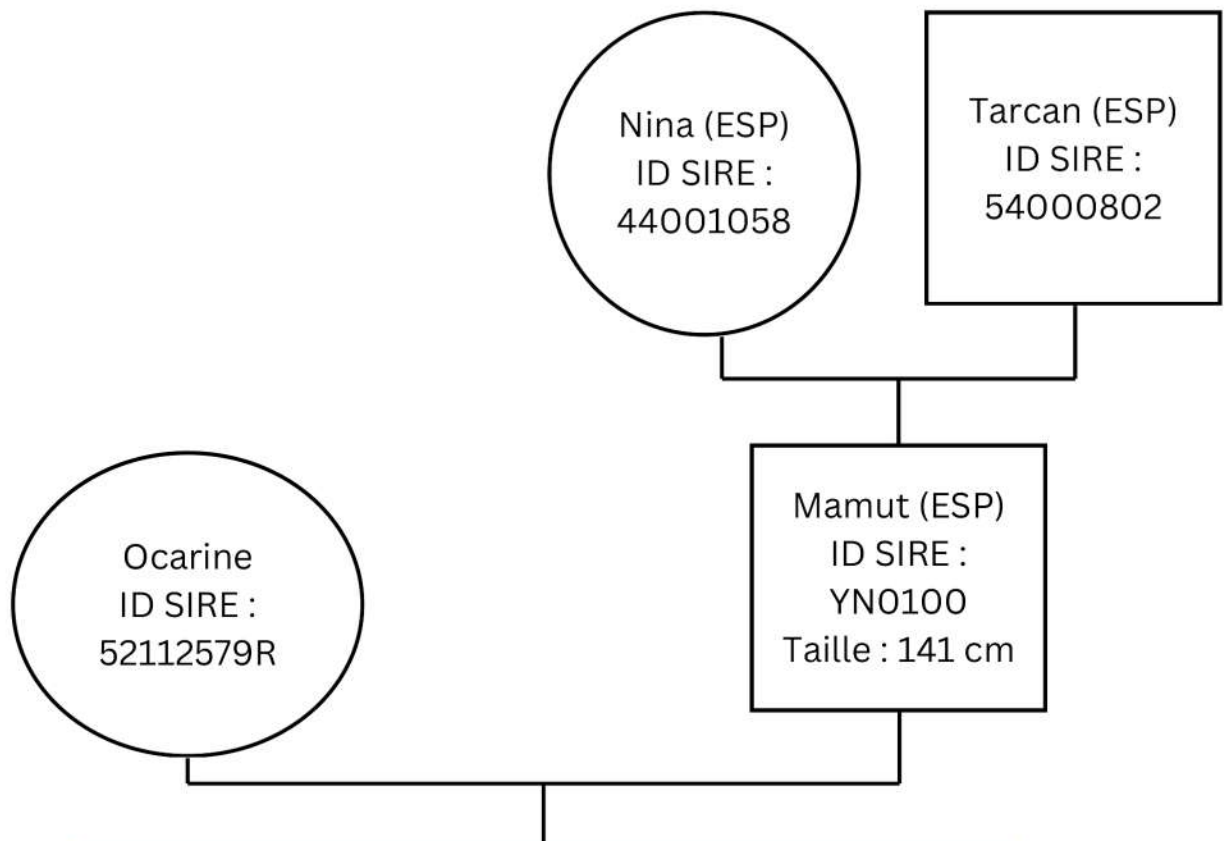 Nina (ESP)
ID SIRE :
44001058
Tarcan (ESP)
ID SIRE :
54000802
Ocarine
ID SIRE :
52112579R
Mamut (ESP)
ID SIRE :
YN0100
Taille : 141 cm